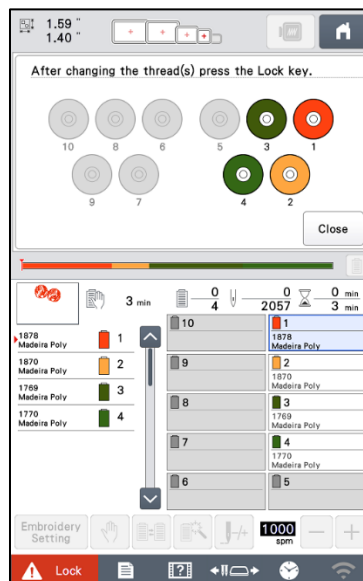 1.59 "
1.40 "
After changing the thread(s) press the Lock key.
10 8 6 5 3 1
9 7 4 2
Close
3 min
0
4
0
2057
0 min
3 min
1878
Madeira Poly
1
1870
Madeira Poly
2
1769
Madeira Poly
3
1770
Madeira Poly
4
10
1
1878
Madeira Poly
9
2
1870
Madeira Poly
8
3
1769
Madeira Poly
7
4
1770
Madeira Poly
6
5
Embroidery
Setting
1000
spm
Lock